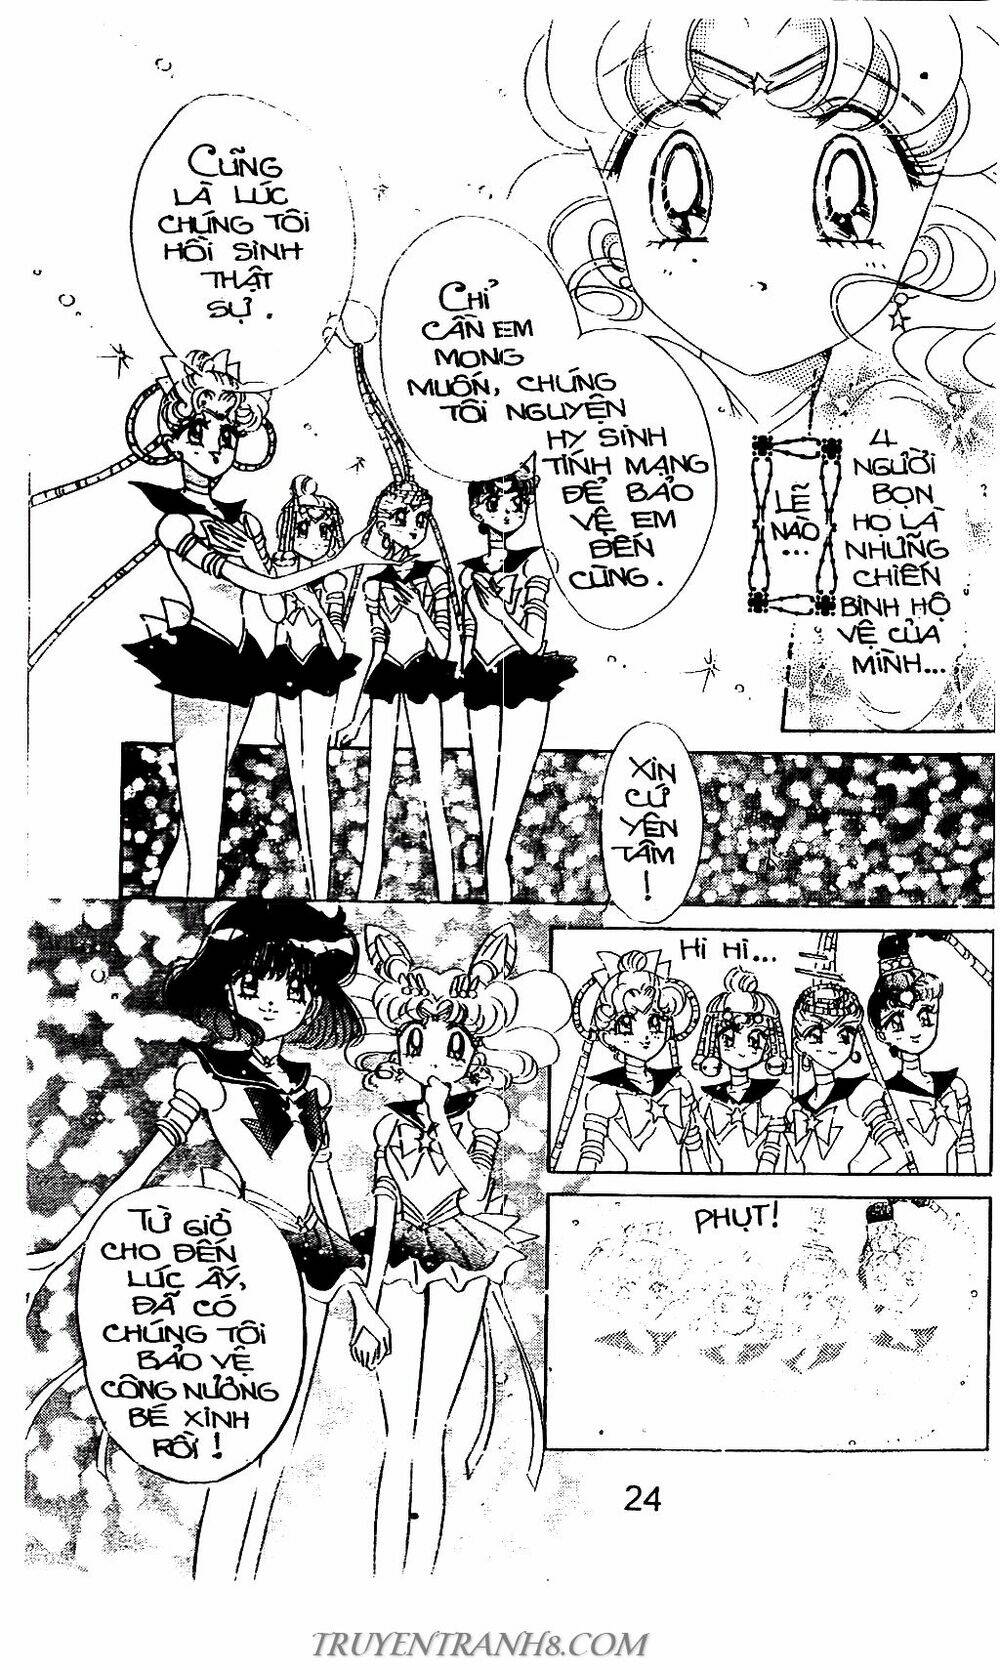 CŨNG
LÀ LÚC
CHÚNG TÔI
HỒI SINH
THẬT
SỰ.
CHỈ
CẦN EM
MONG
MUỐN, CHÚNG
TÔI NGUYỆN
HY SINH
TÍNH MẠNG
ĐỂ BẢO
VỆ EM
ĐẾN
CÙNG.
LẼ
NÀO
...
4
NGƯỜI
BỌN
HỌ LÀ
NHỮNG
CHIẾN
BINH HỘ
VỆ CỦA
MÌNH...
XIN
CỨ
YÊN
TÂM
!
HI HI...
TỪ GIỜ
CHO ĐẾN
LÚC ẤY,
ĐÃ CÓ
CHÚNG TÔI
BẢO VỆ
CÔNG NƯƠNG
BÉ XINH
RỒI!
PHỤT!
24
TRUYENTRANH8.COM